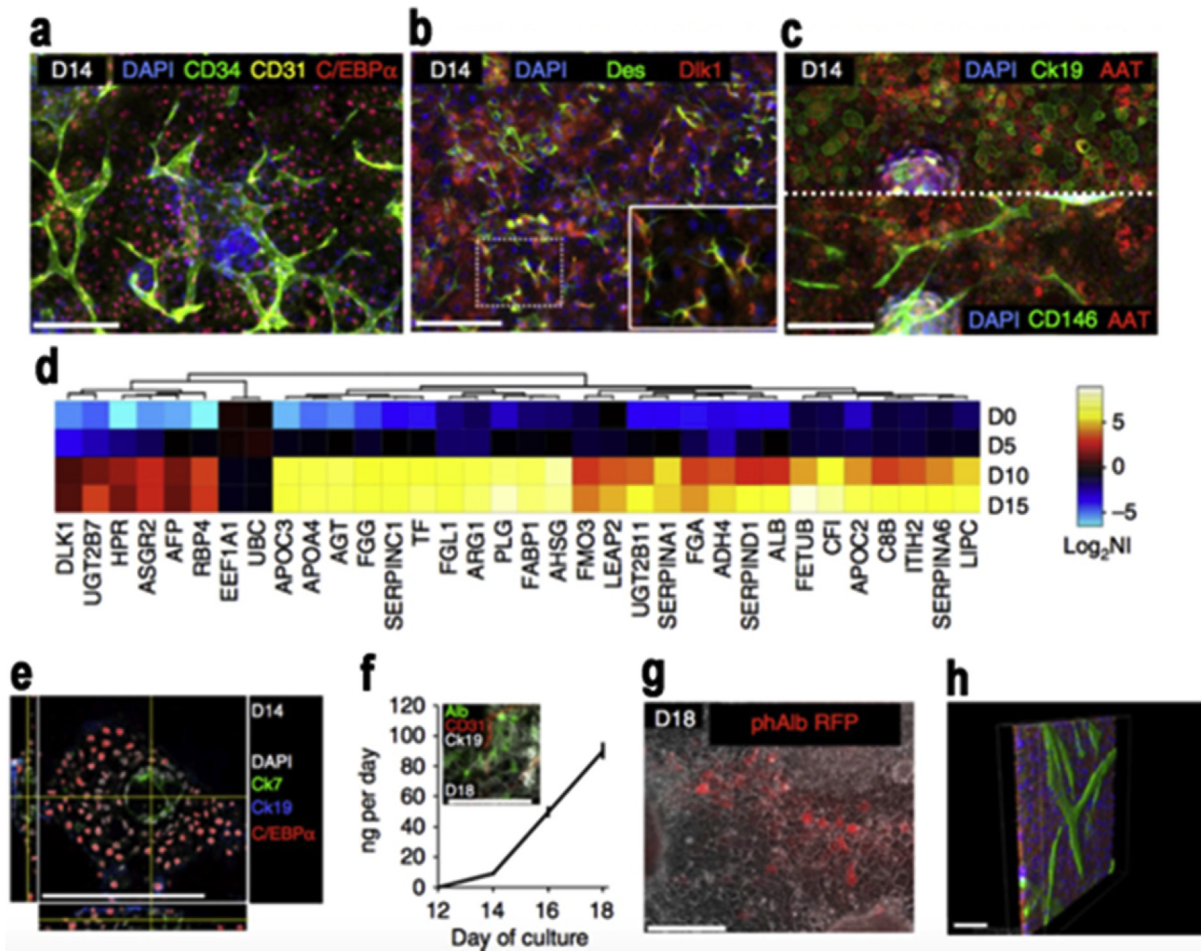 a
D14 DAPI CD34 CD31 C/EBPα
b
D14 DAPI Des Dlk1
c
D14 DAPI Ck19 AAT
DAPI CD146 AAT
d
D0
D5
D10
D15
DLK1 UGT2B7 HPR ASGR2 AFP RBP4 EEF1A1 UBC APOC3 APOA4 AGT FGG SERPINC1 TF FGL1 ARG1 PLG FABP1 AHSG FMO3 LEAP2 UGT2B11 SERPINA1 FGA ADH4 SERPIND1 ALB FETUB CFI APOC2 C8B ITIH2 SERPINA6 LIPC
5
0
−5
Log2NI
e
D14
DAPI
Ck7
Ck19
C/EBPα
f
ng per day
120
100
80
60
40
20
0
12 14 16 18
Day of culture
Alb
CD31
Ck19
D18
g
D18 phAlb RFP
h